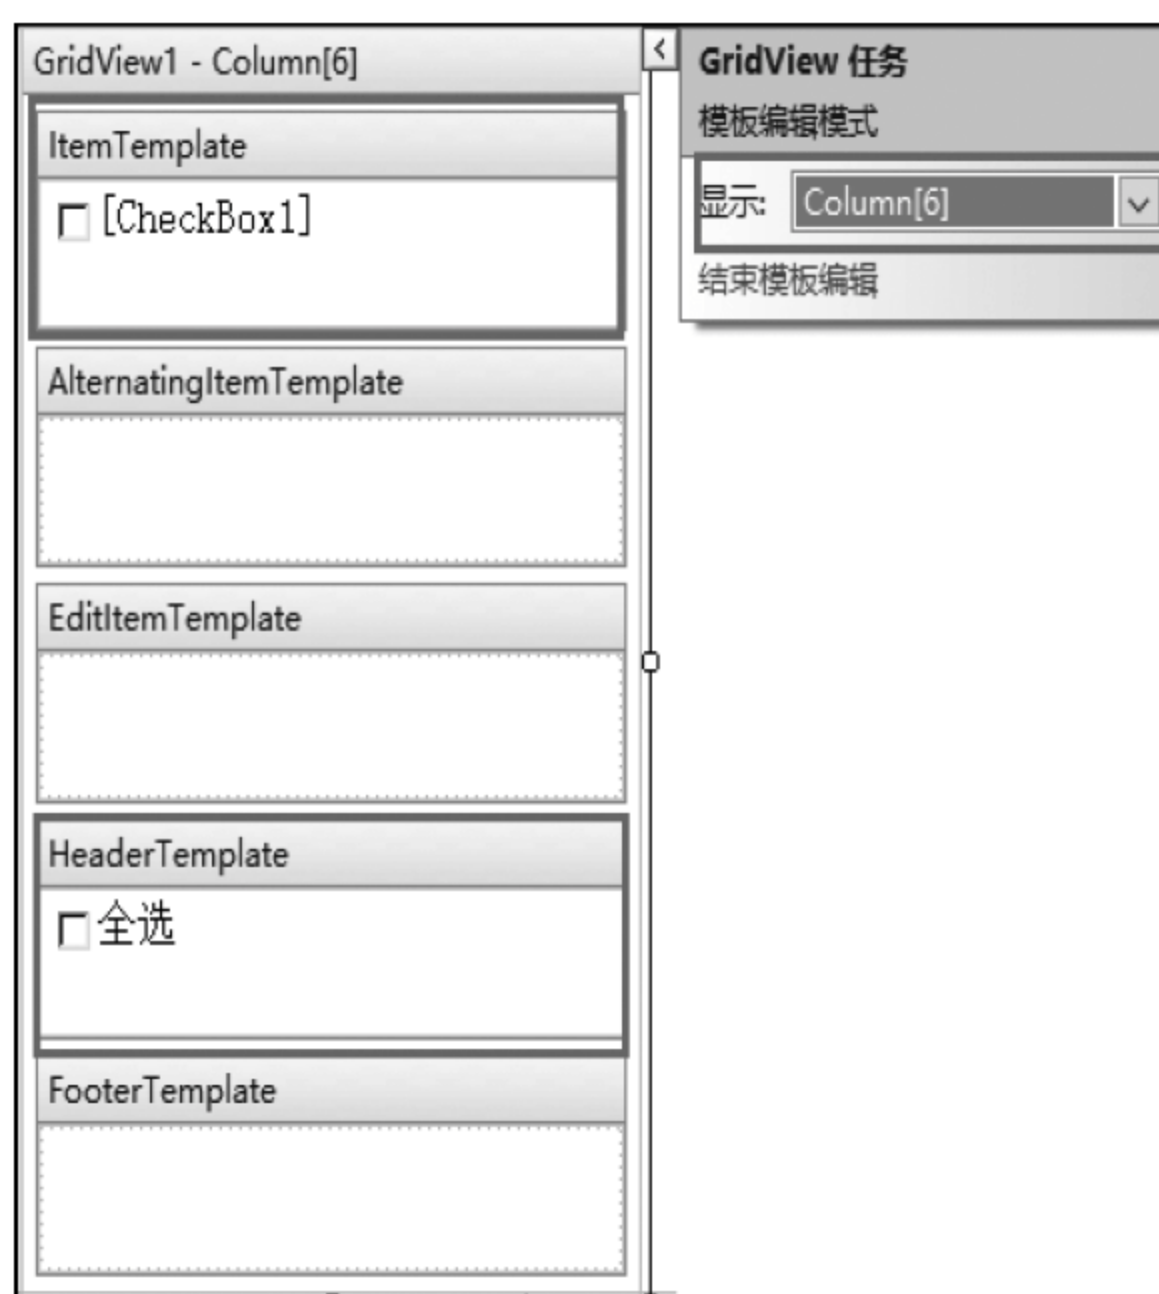 GridView1 - Column[6]
ItemTemplate
[CheckBox1]
AlternatingItemTemplate
EditItemTemplate
HeaderTemplate
全选
FooterTemplate
GridView 任务
模板编辑模式
显示: Column[6]
结束模板编辑